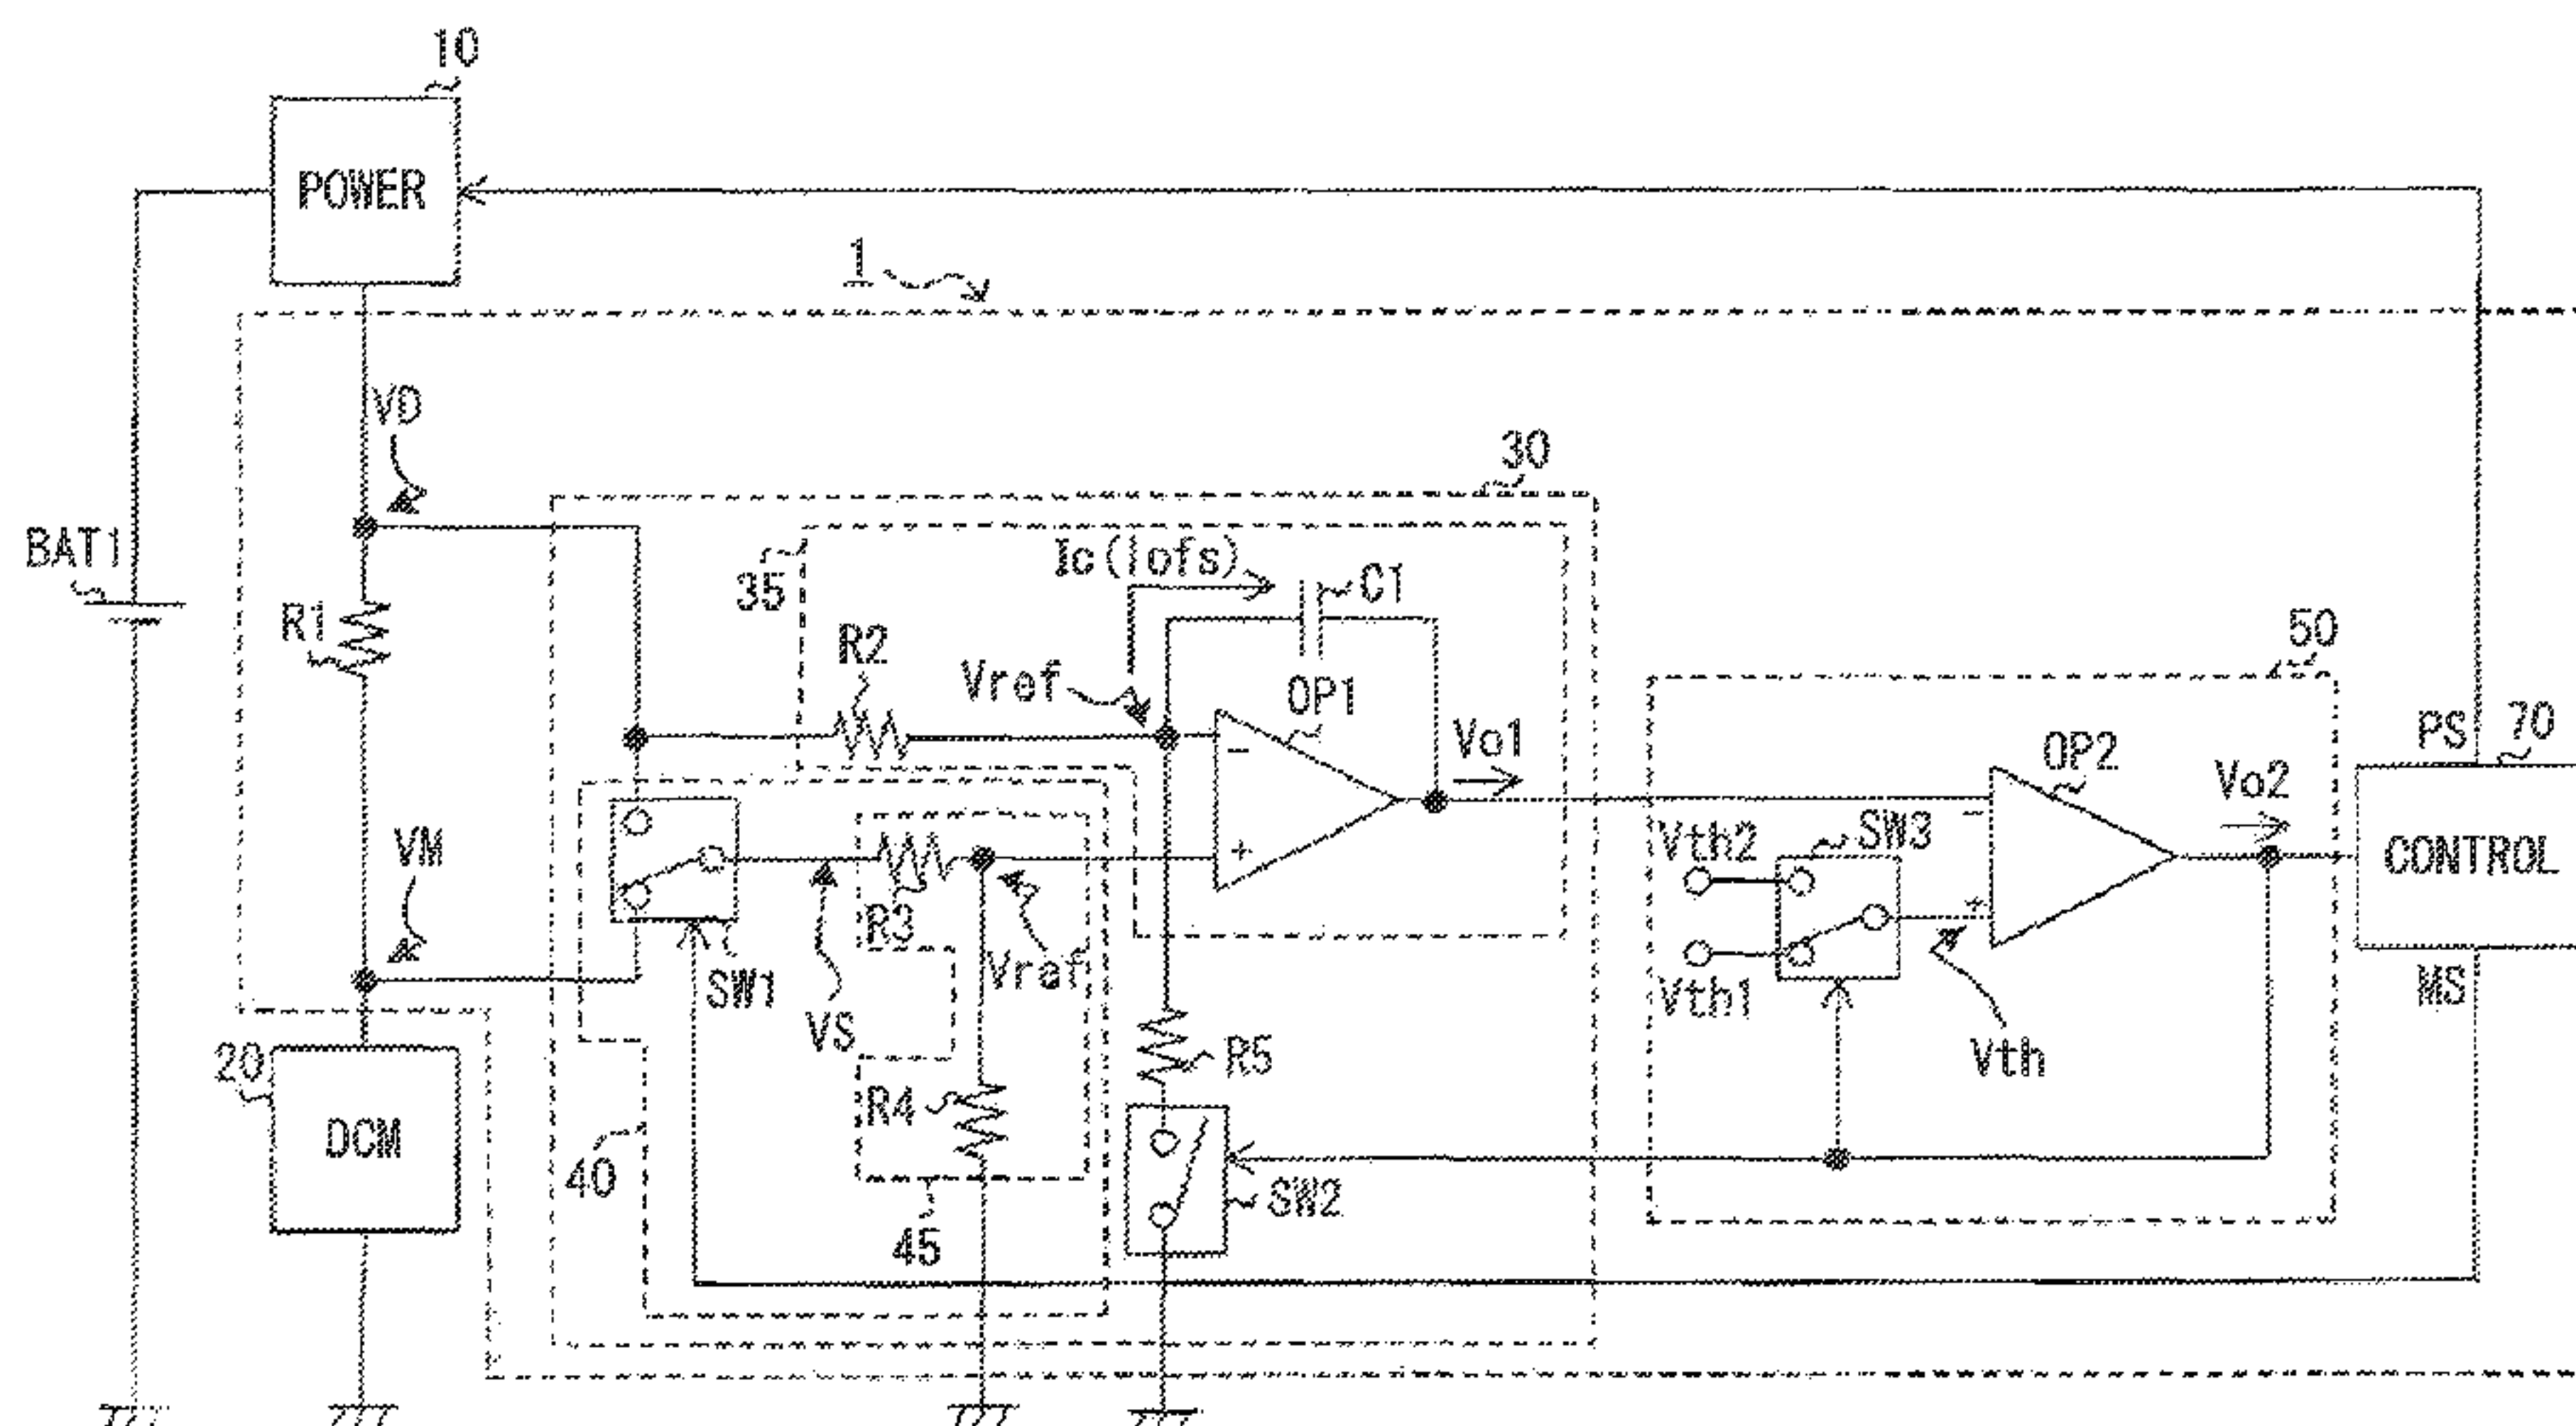 10
POWER
1
VD
30
BAT1
35
Ic(Iofs)
C1
R1
R2
50
Vref
OP1
Vo1
PS
70
OP2
Vo2
VM
Vth2
SW3
CONTROL
R3
SW1
Vref
Vth1
MS
VS
Vth
20
R5
R4
DCM
40
SW2
45
-
+
-
+